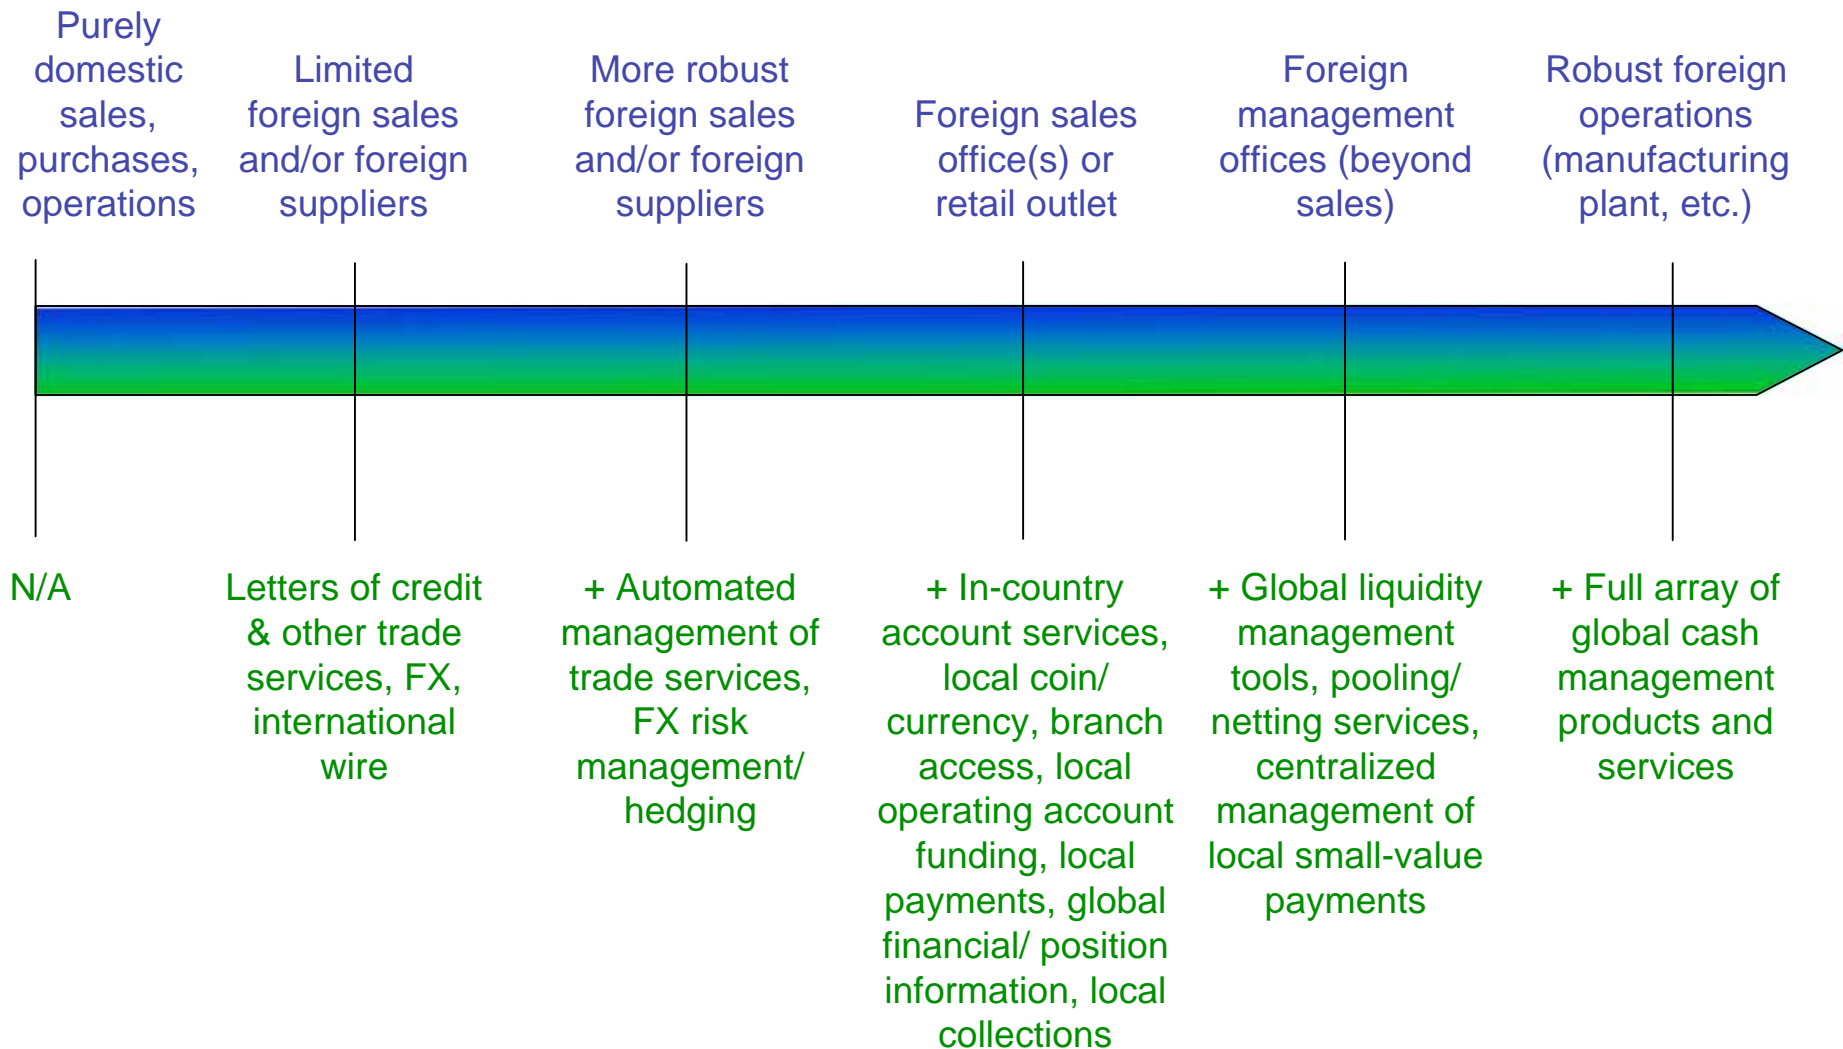 Purely
domestic
sales,
purchases,
operations
Limited
foreign sales
and/or foreign
suppliers
More robust
foreign sales
and/or foreign
suppliers
Foreign sales
office(s) or
retail outlet
Foreign
management
offices (beyond
sales)
Robust foreign
operations
(manufacturing
plant, etc.)
N/A
Letters of credit
& other trade
services, FX,
international
wire
+ Automated
management of
trade services,
FX risk
management/
hedging
+ In-country
account services,
local coin/
currency, branch
access, local
operating account
funding, local
payments, global
financial/ position
information, local
collections
+ Global liquidity
management
tools, pooling/
netting services,
centralized
management of
local small-value
payments
+ Full array of
global cash
management
products and
services